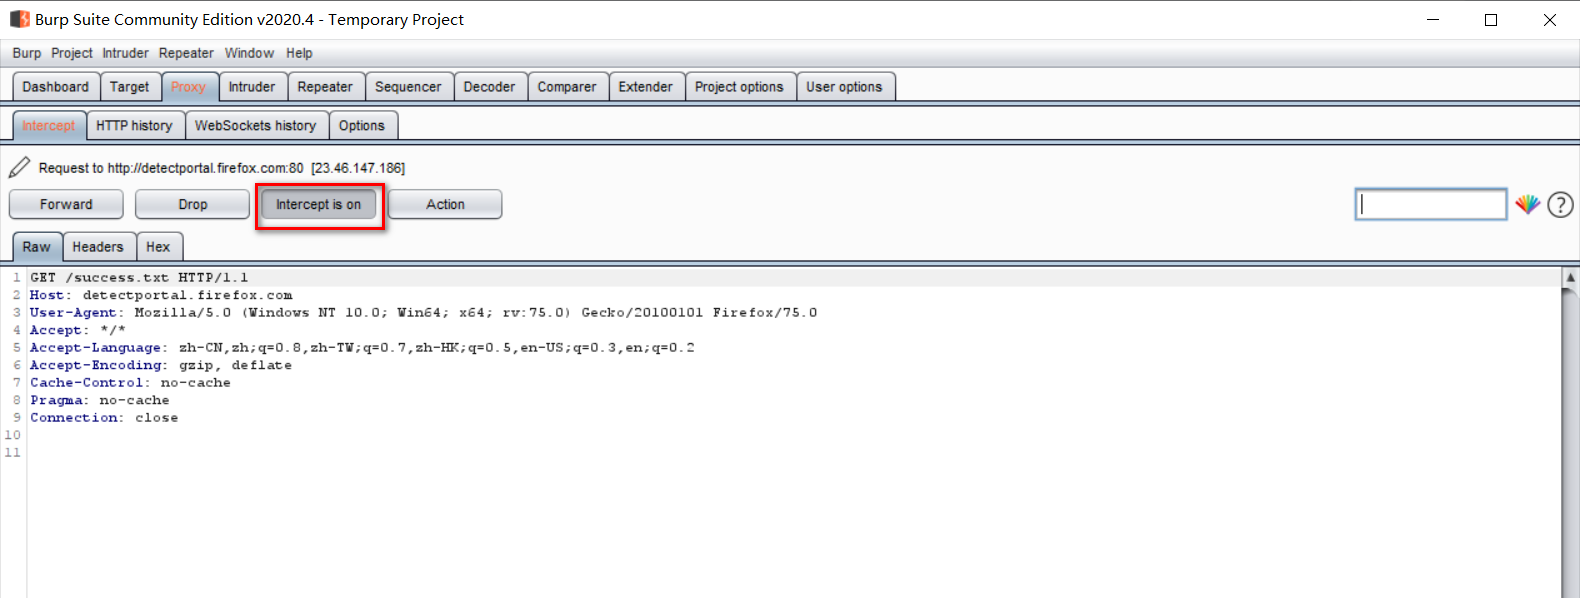 Burp Suite Community Edition v2020.4 - Temporary Project
Burp Project Intruder Repeater Window Help
Dashboard Target Proxy Intruder Repeater Sequencer Decoder Comparer Extender Project options User options
Intercept HTTP history WebSockets history Options
Request to http://detectportal.firefox.com:80 [23.46.147.186]
Forward Drop Intercept is on Action ?
Raw Headers Hex
1 GET /success.txt HTTP/1.1
2 Host: detectportal.firefox.com
3 User-Agent: Mozilla/5.0 (Windows NT 10.0; Win64; x64; rv:75.0) Gecko/20100101 Firefox/75.0
4 Accept: */*
5 Accept-Language: zh-CN,zh;q=0.8,zh-TW;q=0.7,zh-HK;q=0.5,en-US;q=0.3,en;q=0.2
6 Accept-Encoding: gzip, deflate
7 Cache-Control: no-cache
8 Pragma: no-cache
9 Connection: close
10
11